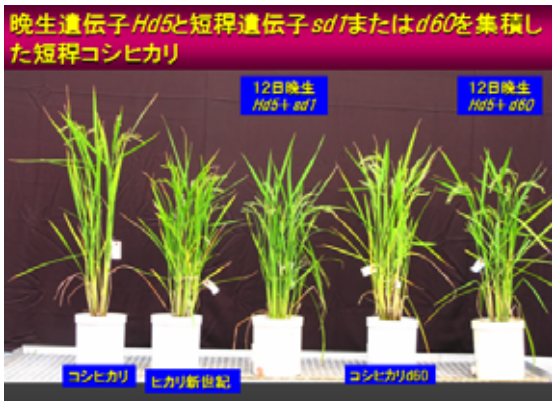 晩生遺伝子Hd5と短稈遺伝子sd1またはd60を集積し
た短稈コシヒカリ
12日晩生
Hd5+sd1
12日晩生
Hd5+d60
コシヒカリ
ヒカリ新世紀
コシヒカリd60